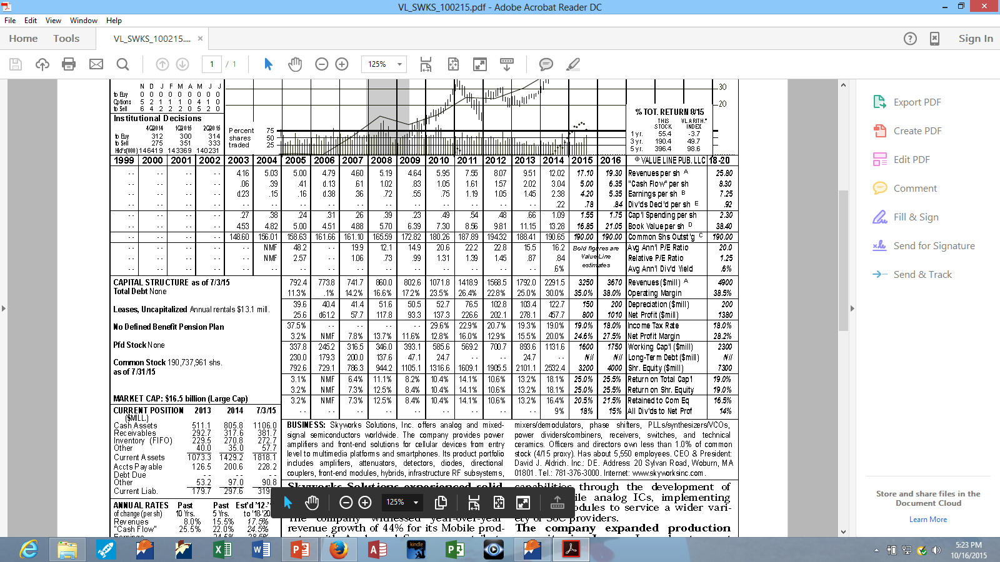 VL_SWKS_100215.pdf - Adobe Acrobat Reader DC
File Edit View Window Help
Home Tools VL_SWKS_100215.... × Sign In
1 / 1 125%
N D J F M A M J J
to Buy 0 0 0 0 0 0 0 0 0
Options 5 2 1 1 1 0 4 1 0
to Sell 6 4 2 2 0 5 2 0
Institutional Decisions
4Q2014 1Q2015 2Q2015
to Buy 312 300 314
to Sell 275 351 333
Hld's(000) 146419 143369 140231
Percent 75
shares 50
traded 25
30
20
% TOT. RETURN 8/15
THIS VL ARITH.*
STOCK INDEX
1 yr. 55.4 -3.7
3 yr. 190.4 49.7
5 yr. 396.4 98.6
1999 2000 2001 2002 2003 2004 2005 2006 2007 2008 2009 2010 2011 2012 2013 2014 2015 2016 © VALUE LINE PUB. LLC 18-20
-- -- -- -- 4.16 5.03 5.00 4.79 4.60 5.19 4.64 5.95 7.55 8.07 9.51 12.02 17.10 19.30 Revenues per sh A 25.80
-- -- -- -- .06 .39 .41 d.13 .61 1.02 .83 1.05 1.61 1.57 2.02 3.04 5.00 6.35 "Cash Flow" per sh 8.30
-- -- -- -- d.23 .15 .16 d.38 .36 .72 .55 .75 1.19 1.05 1.45 2.38 4.20 5.35 Earnings per sh B 7.25
-- -- -- -- -- -- -- -- -- -- -- -- -- -- -- .22 .78 .84 Div'ds Decl'd per sh E .92
-- -- -- -- .27 .38 .24 .31 .26 .39 .23 .49 .54 .48 .66 1.09 1.55 1.75 Cap'l Spending per sh 2.30
-- -- -- -- 4.53 4.82 5.00 4.51 4.88 5.70 6.39 7.30 8.56 9.81 11.15 13.28 16.85 21.05 Book Value per sh D 38.40
-- -- -- -- 148.60 156.01 158.63 161.66 161.10 165.59 172.82 180.26 187.89 194.32 188.41 190.65 190.00 190.00 Common Shs Outst'g C 190.00
-- -- -- -- -- NMF 48.2 -- 19.9 12.1 14.9 20.6 22.2 22.8 15.5 16.2 Bold figures are Avg Ann'l P/E Ratio 20.0
-- -- -- -- -- NMF 2.57 -- 1.06 .73 .99 1.31 1.39 1.45 .87 .84 Value Line Relative P/E Ratio 1.25
-- -- -- -- -- -- -- -- -- -- -- -- -- -- -- .6% estimates Avg Ann'l Div'd Yield .6%
CAPITAL STRUCTURE as of 7/3/15
Total Debt None
Leases, Uncapitalized Annual rentals $13.1 mill.
No Defined Benefit Pension Plan
Pfd Stock None
Common Stock 190,737,961 shs.
as of 7/31/15
MARKET CAP: $16.5 billion (Large Cap)
792.4 773.8 741.7 860.0 802.6 1071.8 1418.9 1568.5 1792.0 2291.5 3250 3670 Revenues ($mill) A 4900
11.3% .1% 14.2% 16.6% 17.2% 23.5% 26.4% 22.8% 25.0% 30.0% 35.0% 38.0% Operating Margin 38.5%
39.6 40.4 41.4 51.6 50.5 52.7 76.5 102.8 103.4 122.7 150 200 Depreciation ($mill) 200
25.6 d61.2 57.7 117.8 93.3 137.3 226.6 202.1 278.1 457.7 800 1010 Net Profit ($mill) 1380
37.5% -- -- -- -- 29.6% 22.9% 20.7% 19.3% 19.0% 19.0% 18.0% Income Tax Rate 18.0%
3.2% NMF 7.8% 13.7% 11.6% 12.8% 16.0% 12.9% 15.5% 20.0% 24.6% 27.5% Net Profit Margin 28.2%
337.8 245.2 316.5 346.0 393.1 585.6 569.2 700.7 893.6 1131.6 1600 1750 Working Cap'l ($mill) 2300
230.0 179.3 200.0 137.6 47.1 24.7 -- -- 24.7 -- Nil Nil Long-Term Debt ($mill) Nil
792.6 729.1 786.3 944.2 1105.1 1316.6 1609.1 1905.5 2101.1 2532.4 3200 4000 Shr. Equity ($mill) 7300
3.1% NMF 6.4% 11.1% 8.2% 10.4% 14.1% 10.6% 13.2% 18.1% 25.0% 25.5% Return on Total Cap'l 19.0%
3.2% NMF 7.3% 12.5% 8.4% 10.4% 14.1% 10.6% 13.2% 18.1% 25.0% 25.5% Return on Shr. Equity 19.0%
3.2% NMF 7.3% 12.5% 8.4% 10.4% 14.1% 10.6% 13.2% 16.4% 20.5% 21.5% Retained to Com Eq 16.5%
-- -- -- -- -- -- -- -- -- 9% 18% 15% All Div'ds to Net Prof 14%
CURRENT POSITION 2013 2014 7/3/15
($MILL.)
Cash Assets 511.1 805.8 1106.0
Receivables 292.7 317.6 381.7
Inventory (FIFO) 229.5 270.8 272.7
Other 40.0 35.0 57.7
Current Assets 1073.3 1429.2 1818.1
Accts Payable 126.5 200.6 228.2
Debt Due -- -- --
Other 53.2 97.0 90.8
Current Liab. 179.7 297.6 319
ANNUAL RATES Past Past Est'd '12-'
of change (per sh) 10 Yrs. 5 Yrs. to '18-'20
Revenues 8.0% 15.5% 17.5%
"Cash Flow" 25.5% 22.0% 24.5%
BUSINESS: Skyworks Solutions, Inc. offers analog and mixed-
signal semiconductors worldwide. The company provides power
amplifiers and front-end solutions for cellular devices from entry
level to multimedia platforms and smartphones. Its product portfolio
includes amplifiers, attenuators, detectors, diodes, directional
couplers, front-end modules, hybrids, infrastructure RF subsystems,
mixers/demodulators, phase shifters, PLLs/synthesizers/VCOs,
power dividers/combiners, receivers, switches, and technical
ceramics. Officers and directors own less than 1.0% of common
stock (4/15 proxy). Has about 5,550 employees. CEO & President:
David J. Aldrich. Inc.: DE. Address: 20 Sylvan Road, Woburn, MA
01801. Tel.: 781-376-3000. Internet: www.skyworksinc.com.
Skyworks Solutions experienced solid
The company witnessed year-over-year
revenue growth of 44% for its Mobile prod-
capabilities through the development of
analog ICs, implementing
to service a wider vari-
ety of SoC providers.
The company expanded production
125%
Export PDF
Create PDF
Edit PDF
Comment
Fill & Sign
Send for Signature
Send & Track
Store and share files in the
Document Cloud
Learn More
kindle
5:23 PM
10/16/2015